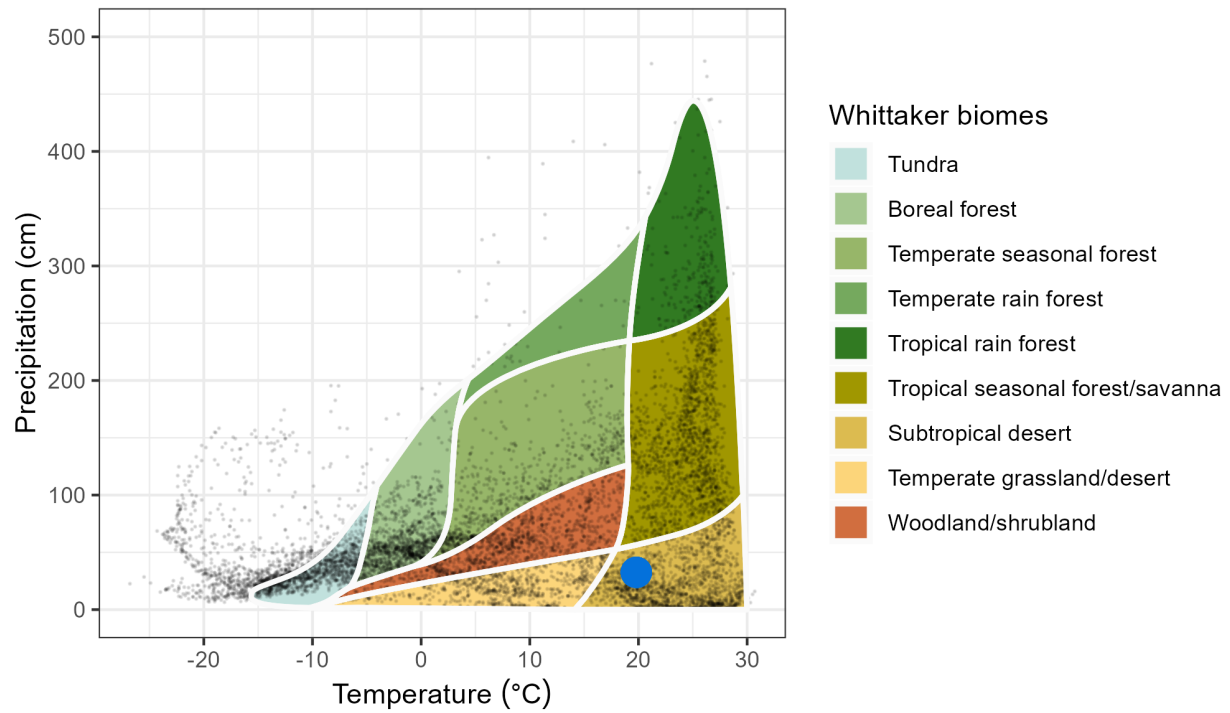 500
400
300
200
100
0
Precipitation (cm)
-20
-10
0
10
20
30
Temperature (°C)
Whittaker biomes
Tundra
Boreal forest
Temperate seasonal forest
Temperate rain forest
Tropical rain forest
Tropical seasonal forest/savanna
Subtropical desert
Temperate grassland/desert
Woodland/shrubland